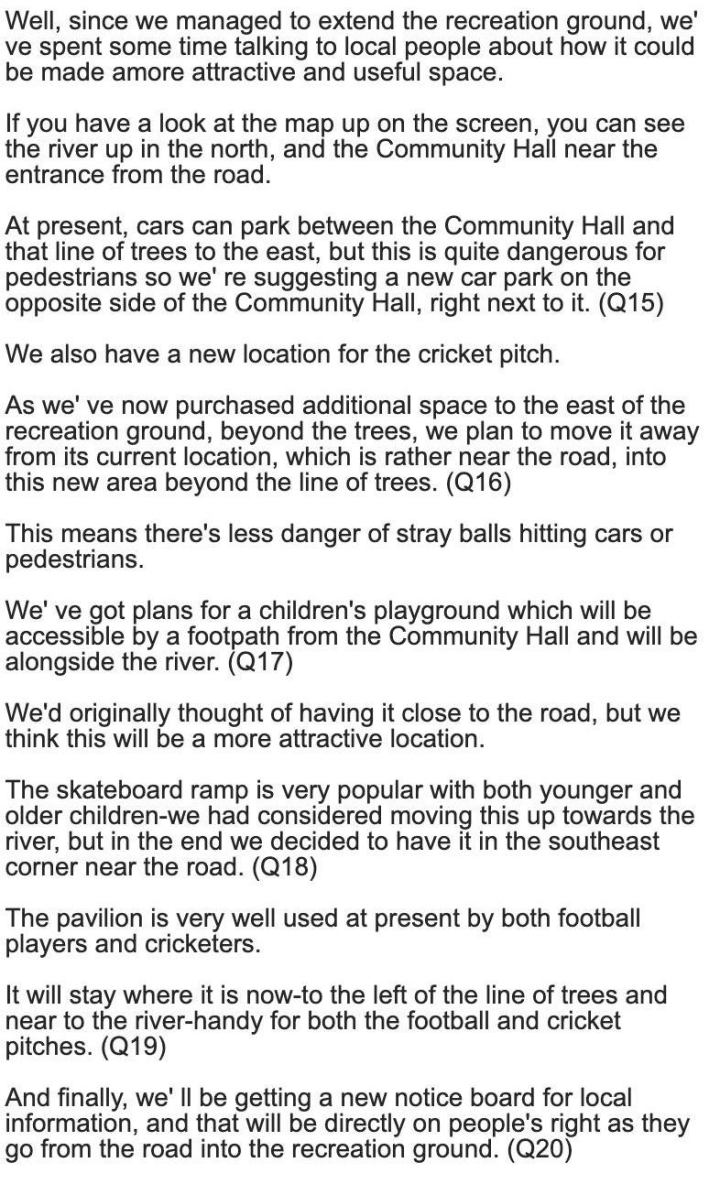 Well, since we managed to extend the recreation ground, we'
ve spent some time talking to local people about how it could
be made amore attractive and useful space.
If you have a look at the map up on the screen, you can see
the river up in the north, and the Community Hall near the
entrance from the road.
At present, cars can park between the Community Hall and
that line of trees to the east, but this is quite dangerous for
pedestrians so we' re suggesting a new car park on the
opposite side of the Community Hall, right next to it. (Q15)
We also have a new location for the cricket pitch.
As we' ve now purchased additional space to the east of the
recreation ground, beyond the trees, we plan to move it away
from its current location, which is rather near the road, into
this new area beyond the line of trees. (Q16)
This means there's less danger of stray balls hitting cars or
pedestrians.
We' ve got plans for a children's playground which will be
accessible by a footpath from the Community Hall and will be
alongside the river. (Q17)
We'd originally thought of having it close to the road, but we
think this will be a more attractive location.
The skateboard ramp is very popular with both younger and
older children-we had considered moving this up towards the
river, but in the end we decided to have it in the southeast
corner near the road. (Q18)
The pavilion is very well used at present by both football
players and cricketers.
It will stay where it is now-to the left of the line of trees and
near to the river-handy for both the football and cricket
pitches. (Q19)
And finally, we' ll be getting a new notice board for local
information, and that will be directly on people's right as they
go from the road into the recreation ground. (Q20)